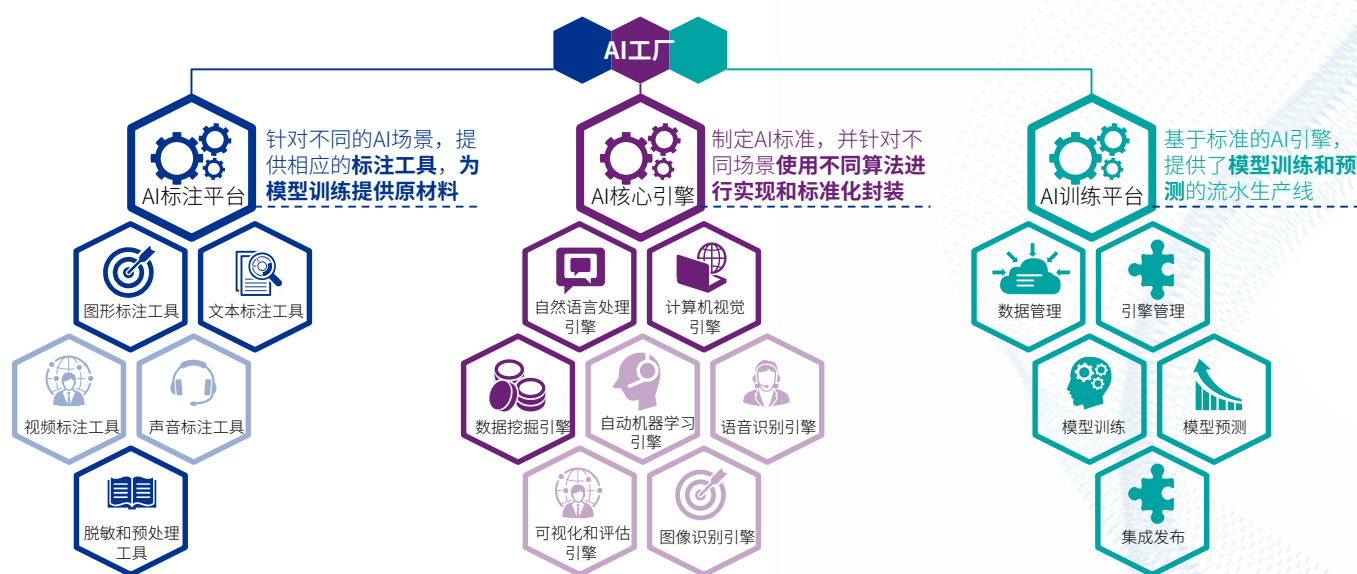 AI工厂
AI标注平台
针对不同的AI场景，提
供相应的标注工具，为
模型训练提供原材料
图形标注工具
文本标注工具
视频标注工具
声音标注工具
脱敏和预处理
工具
AI核心引擎
制定AI标准，并针对不
同场景使用不同算法进
行实现和标准化封装
自然语言处理
引擎
计算机视觉
引擎
数据挖掘引擎
自动机器学习
引擎
语音识别引擎
可视化和评估
引擎
图像识别引擎
AI训练平台
基于标准的AI引擎，
提供了模型训练和预
测的流水生产线
数据管理
引擎管理
模型训练
模型预测
集成发布